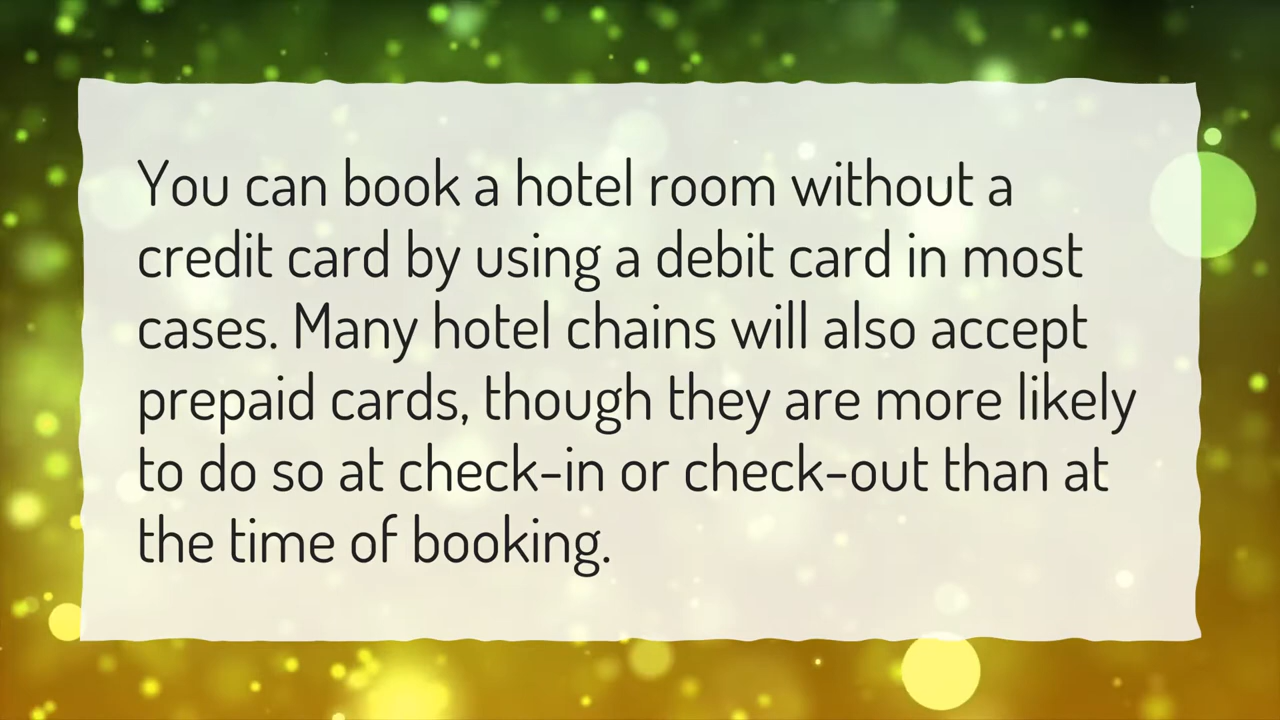 You can book a hotel room without a
credit card by using a debit card in most
cases. Many hotel chains will also accept
prepaid cards, though they are more likely
to do so at check-in or check-out than at
the time of booking.